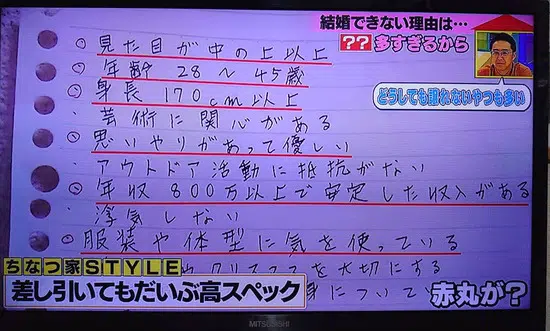 結婚できない理由は…
??多すぎるから
どうしても譲れないやつも多い
見た目が中の上以上
年齢 28〜45歳
身長 170cm以上
芸術に関心がある
思いやりがあって優しい
アウトドア活動に抵抗がない
年収800万以上で安定した収入がある
浮気しない
服装や体型に気を使っている
クリスマスを大切にする
身についてい
ちなつ家STYLE
差し引いてもだいぶ高スペック
赤丸が?
MITSUBISHI